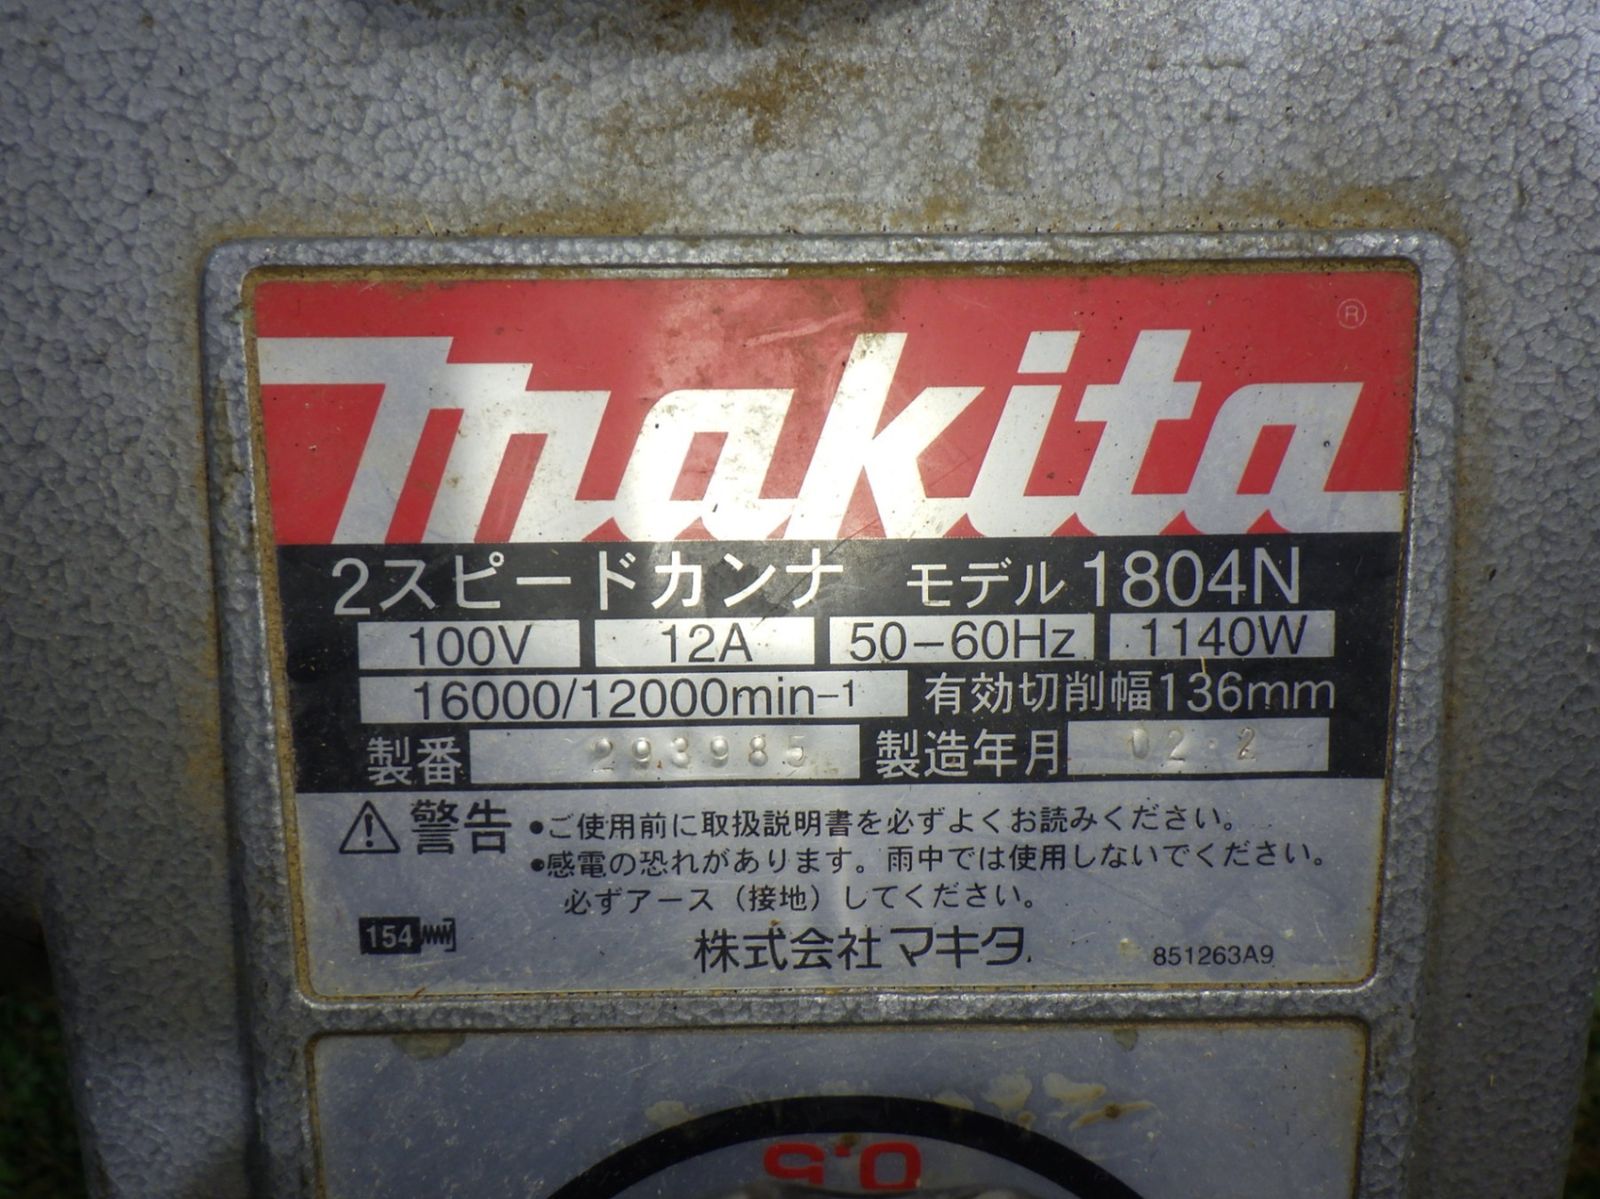 makita ®
2スピードカンナ モデル 1804N
100V 12A 50-60Hz 1140W
16000/12000min-1 有効切削幅136mm
製番 293985 製造年月 02 2
⚠警告 •ご使用前に取扱説明書を必ずよくお読みください。
•感電の恐れがあります。雨中では使用しないでください。
必ずアース(接地)してください。
154
株式会社マキタ 851263A9
0.5